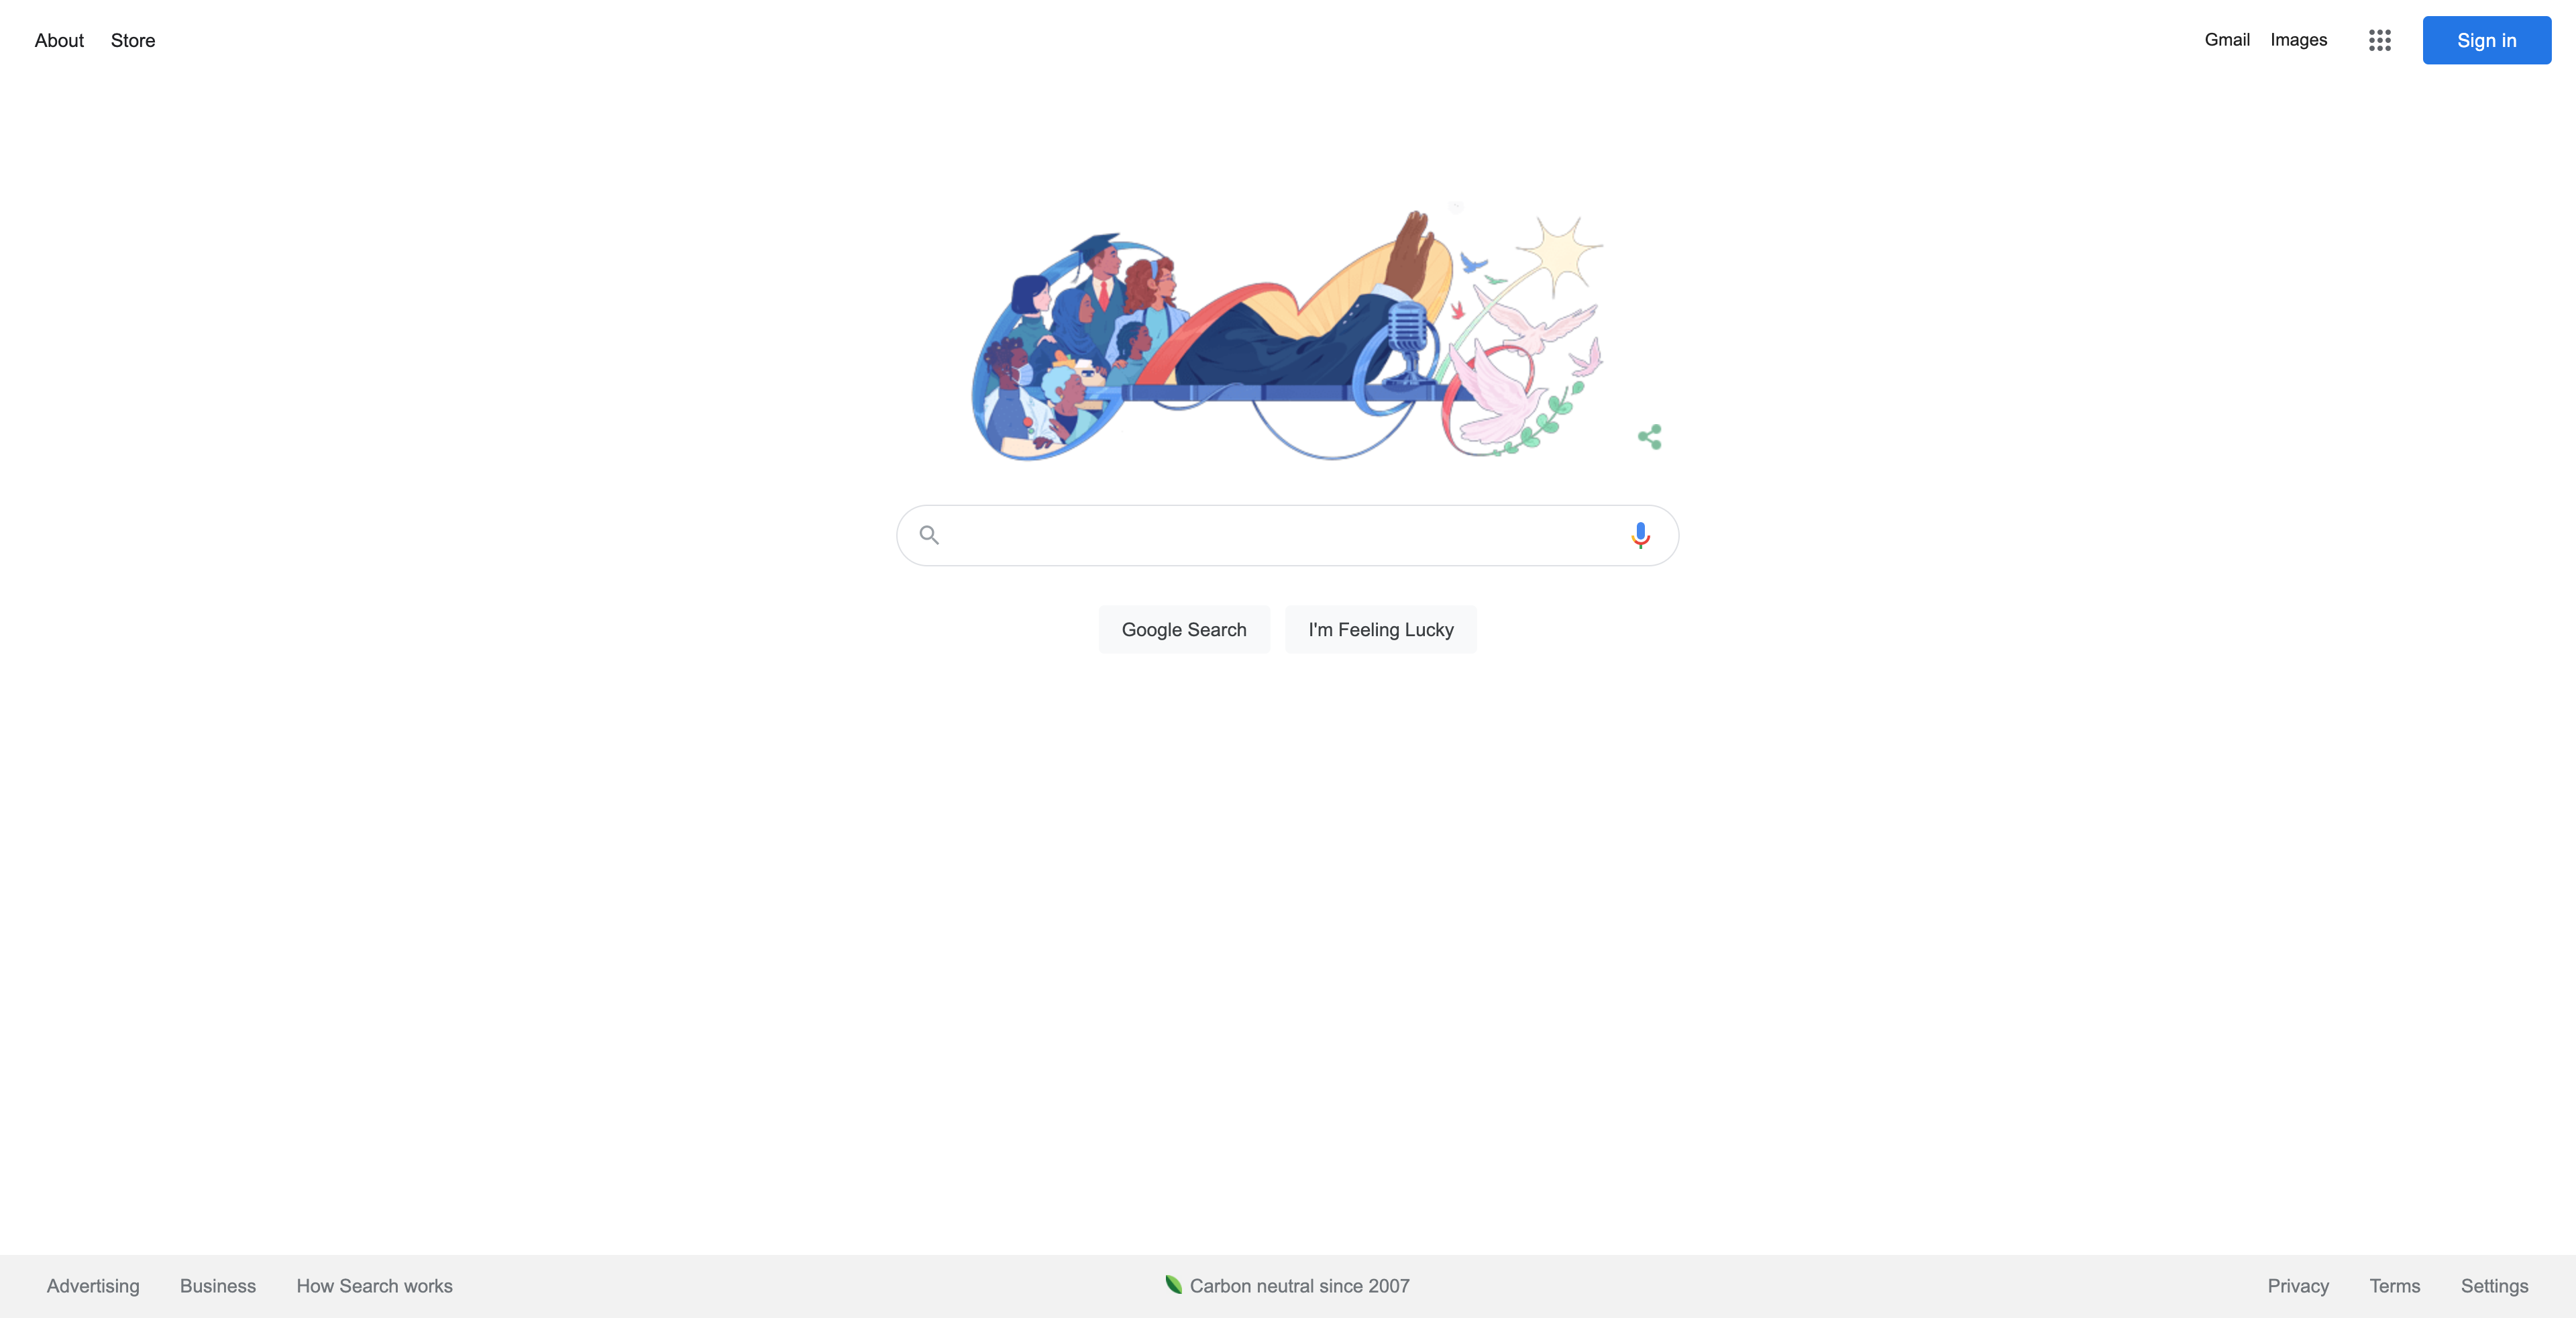 About Store Gmail Images Sign in
Google Search I'm Feeling Lucky
Advertising Business How Search works Carbon neutral since 2007 Privacy Terms Settings